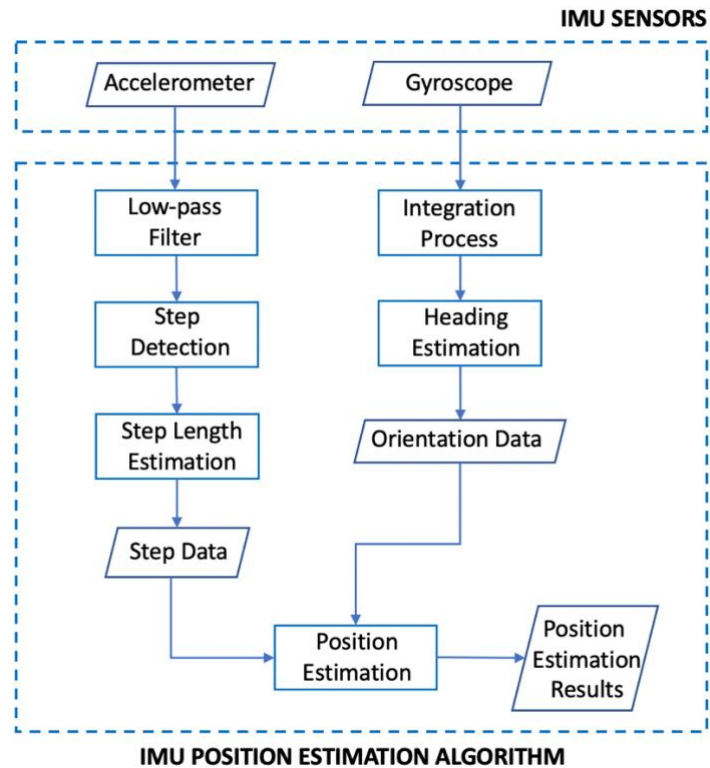 IMU SENSORS
Accelerometer
Gyroscope
Low-pass
Filter
Integration
Process
Step
Detection
Heading
Estimation
Step Length
Estimation
Orientation Data
Step Data
Position
Estimation
Position
Estimation
Results
IMU POSITION ESTIMATION ALGORITHM